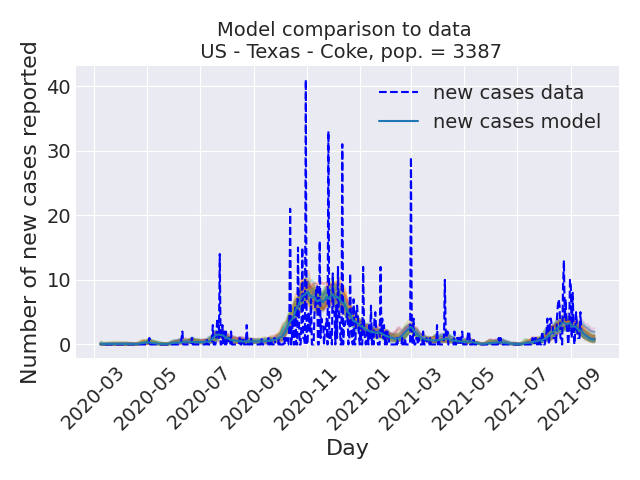 Model comparison to data
US - Texas - Coke, pop. = 3387
Number of new cases reported
40
30
20
10
0
new cases data
new cases model
2020-03
2020-05
2020-07
2020-09
2020-11
2021-01
2021-03
2021-05
2021-07
2021-09
Day